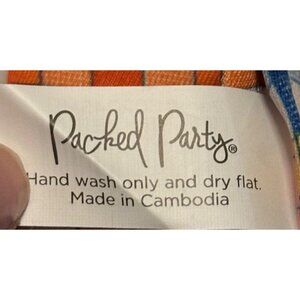 Packed Party®
Hand wash only and dry flat.
Made in Cambodia